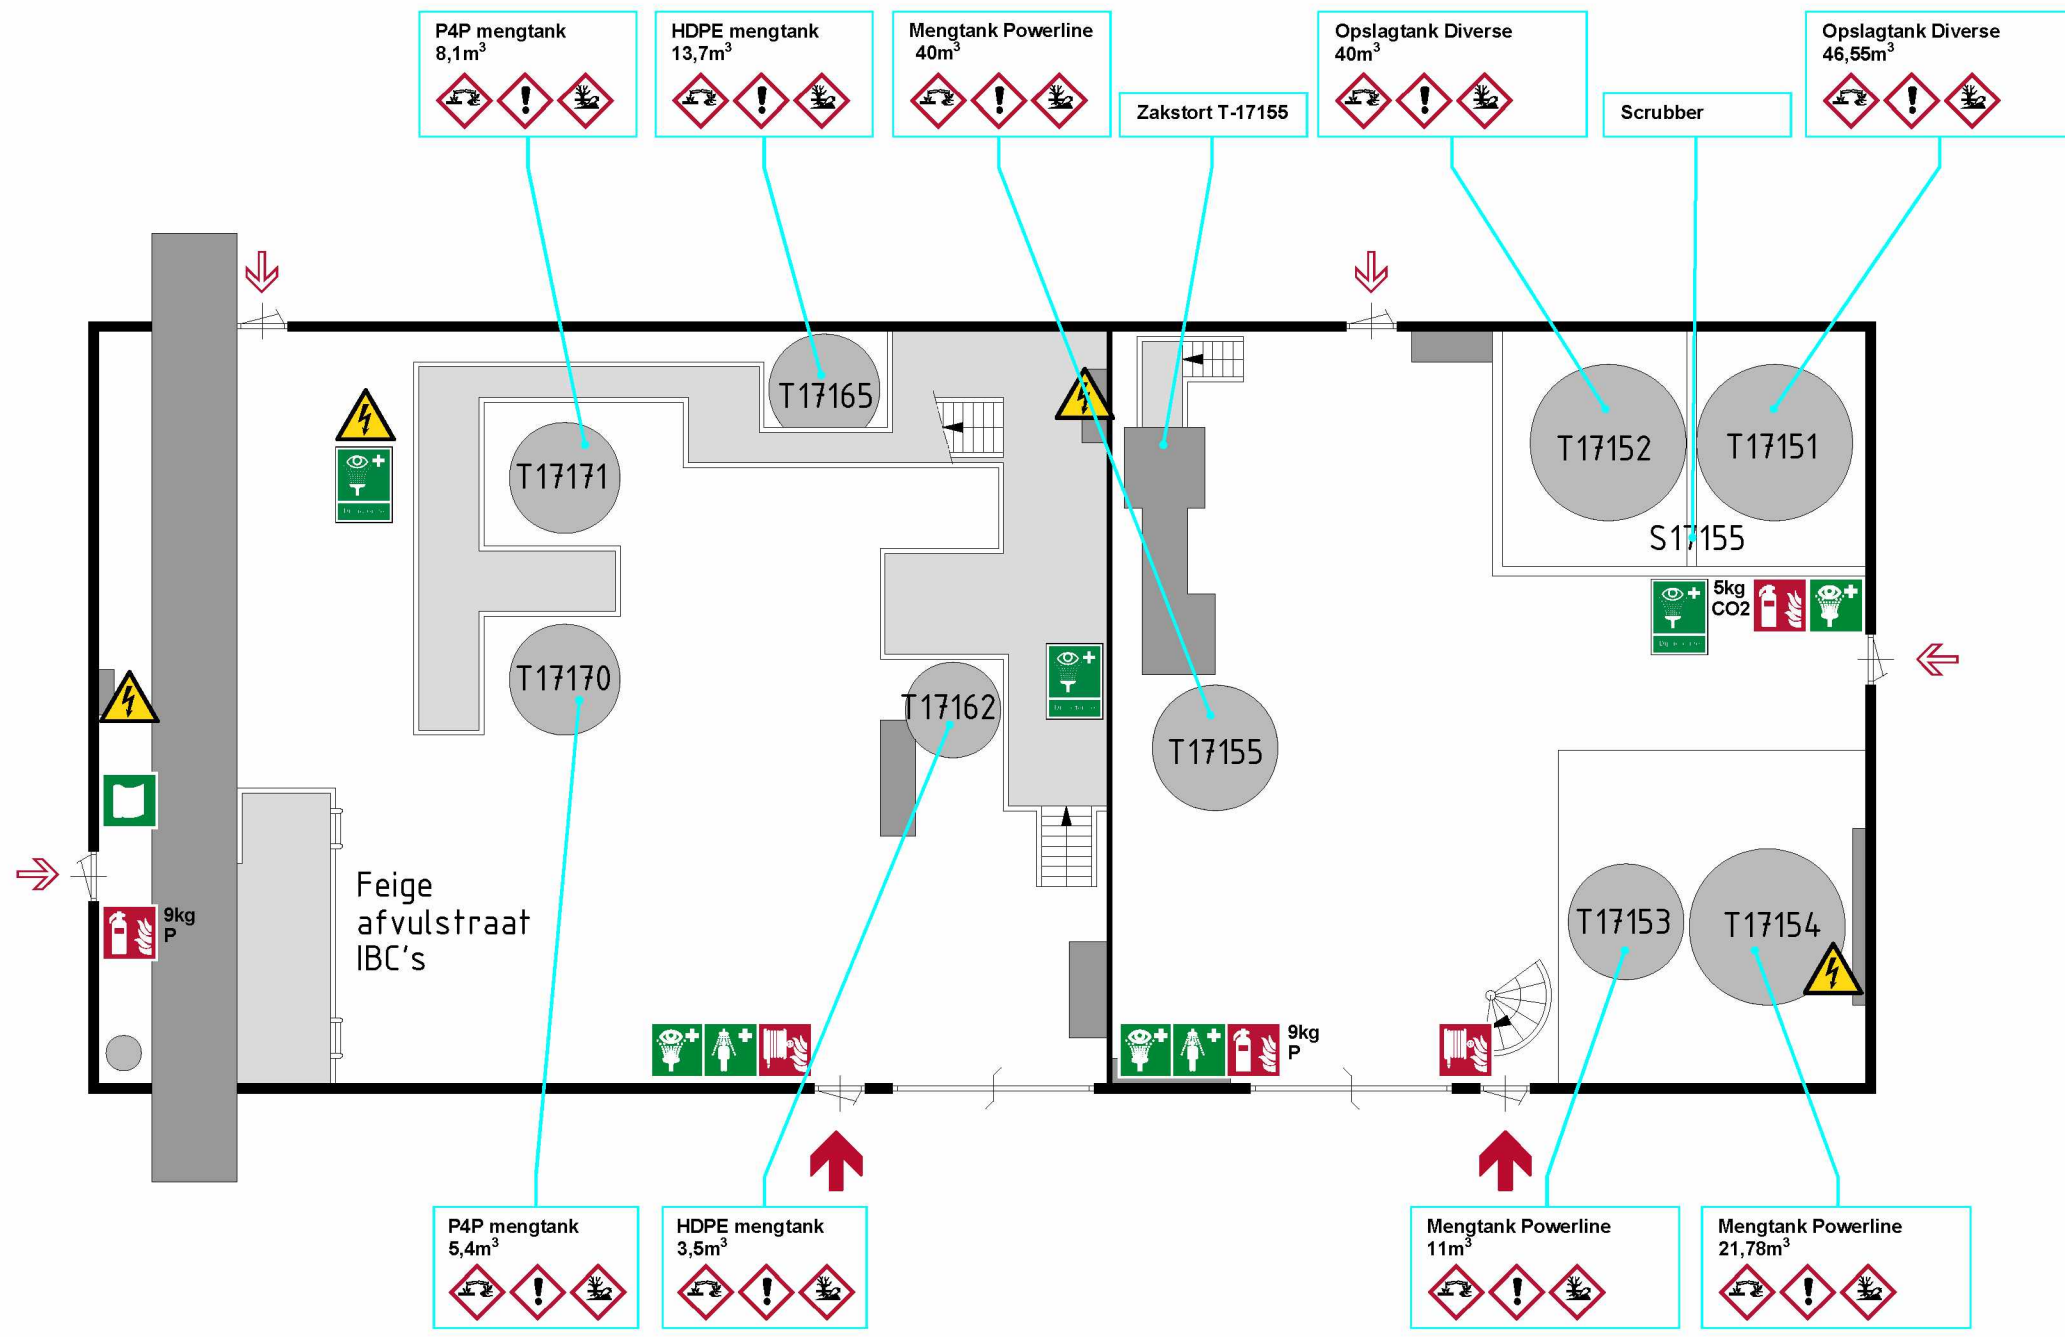 P4P mengtank
8,1m³
HDPE mengtank
13,7m³
Mengtank Powerline
40m³
Zakstort T-17155
Opslagtank Diverse
40m³
Scrubber
Opslagtank Diverse
46,55m³
T17165
T17171
T17152
T17151
S17155
5kg
CO2
T17170
T17162
T17155
Feige
afvulstraat
IBC's
9kg
P
T17153
T17154
9kg
P
P4P mengtank
5,4m³
HDPE mengtank
3,5m³
Mengtank Powerline
11m³
Mengtank Powerline
21,78m³